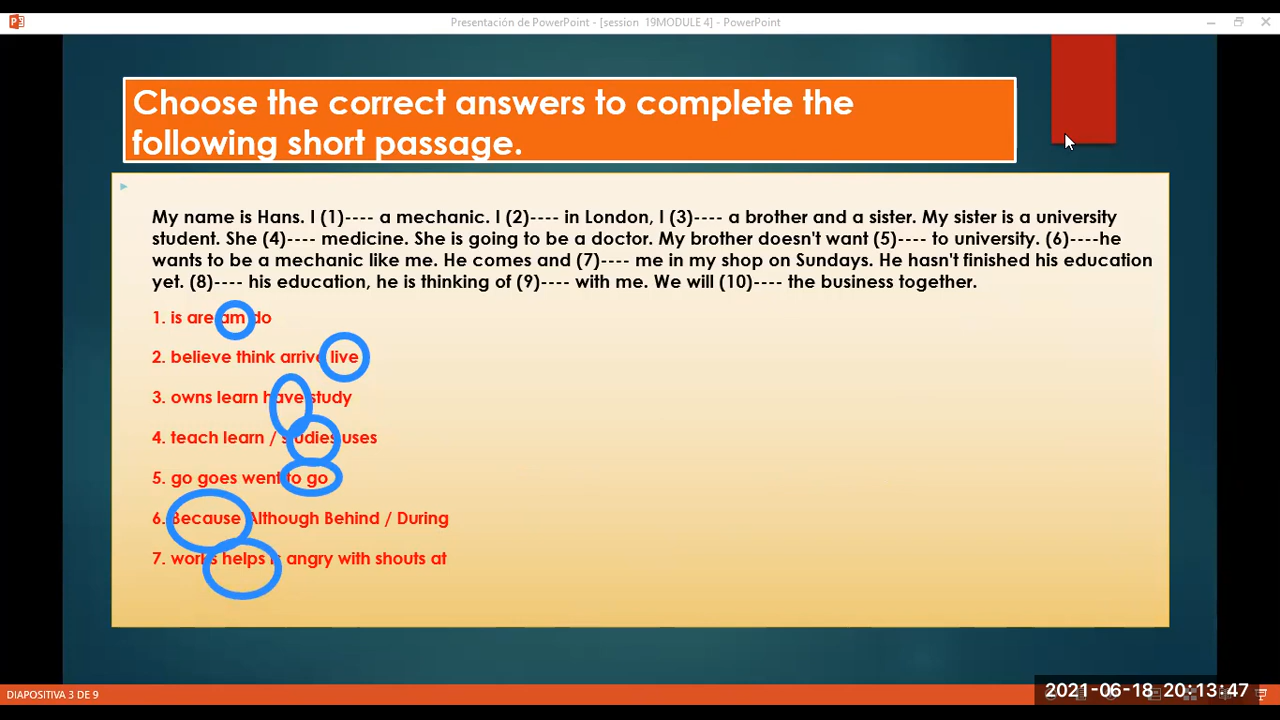 Presentación de PowerPoint - [session 19MODULE 4] - PowerPoint
Choose the correct answers to complete the
following short passage.
My name is Hans. I (1)---- a mechanic. I (2)---- in London, I (3)---- a brother and a sister. My sister is a university
student. She (4)---- medicine. She is going to be a doctor. My brother doesn't want (5)---- to university. (6)----he
wants to be a mechanic like me. He comes and (7)---- me in my shop on Sundays. He hasn't finished his education
yet. (8)---- his education, he is thinking of (9)---- with me. We will (10)---- the business together.
1. is are am do
2. believe think arrive live
3. owns learn have study
4. teach learn / studies uses
5. go goes went to go
6. Because Although Behind / During
7. works helps is angry with shouts at
DIAPOSITIVA 3 DE 9
2021-06-18 20:13:47